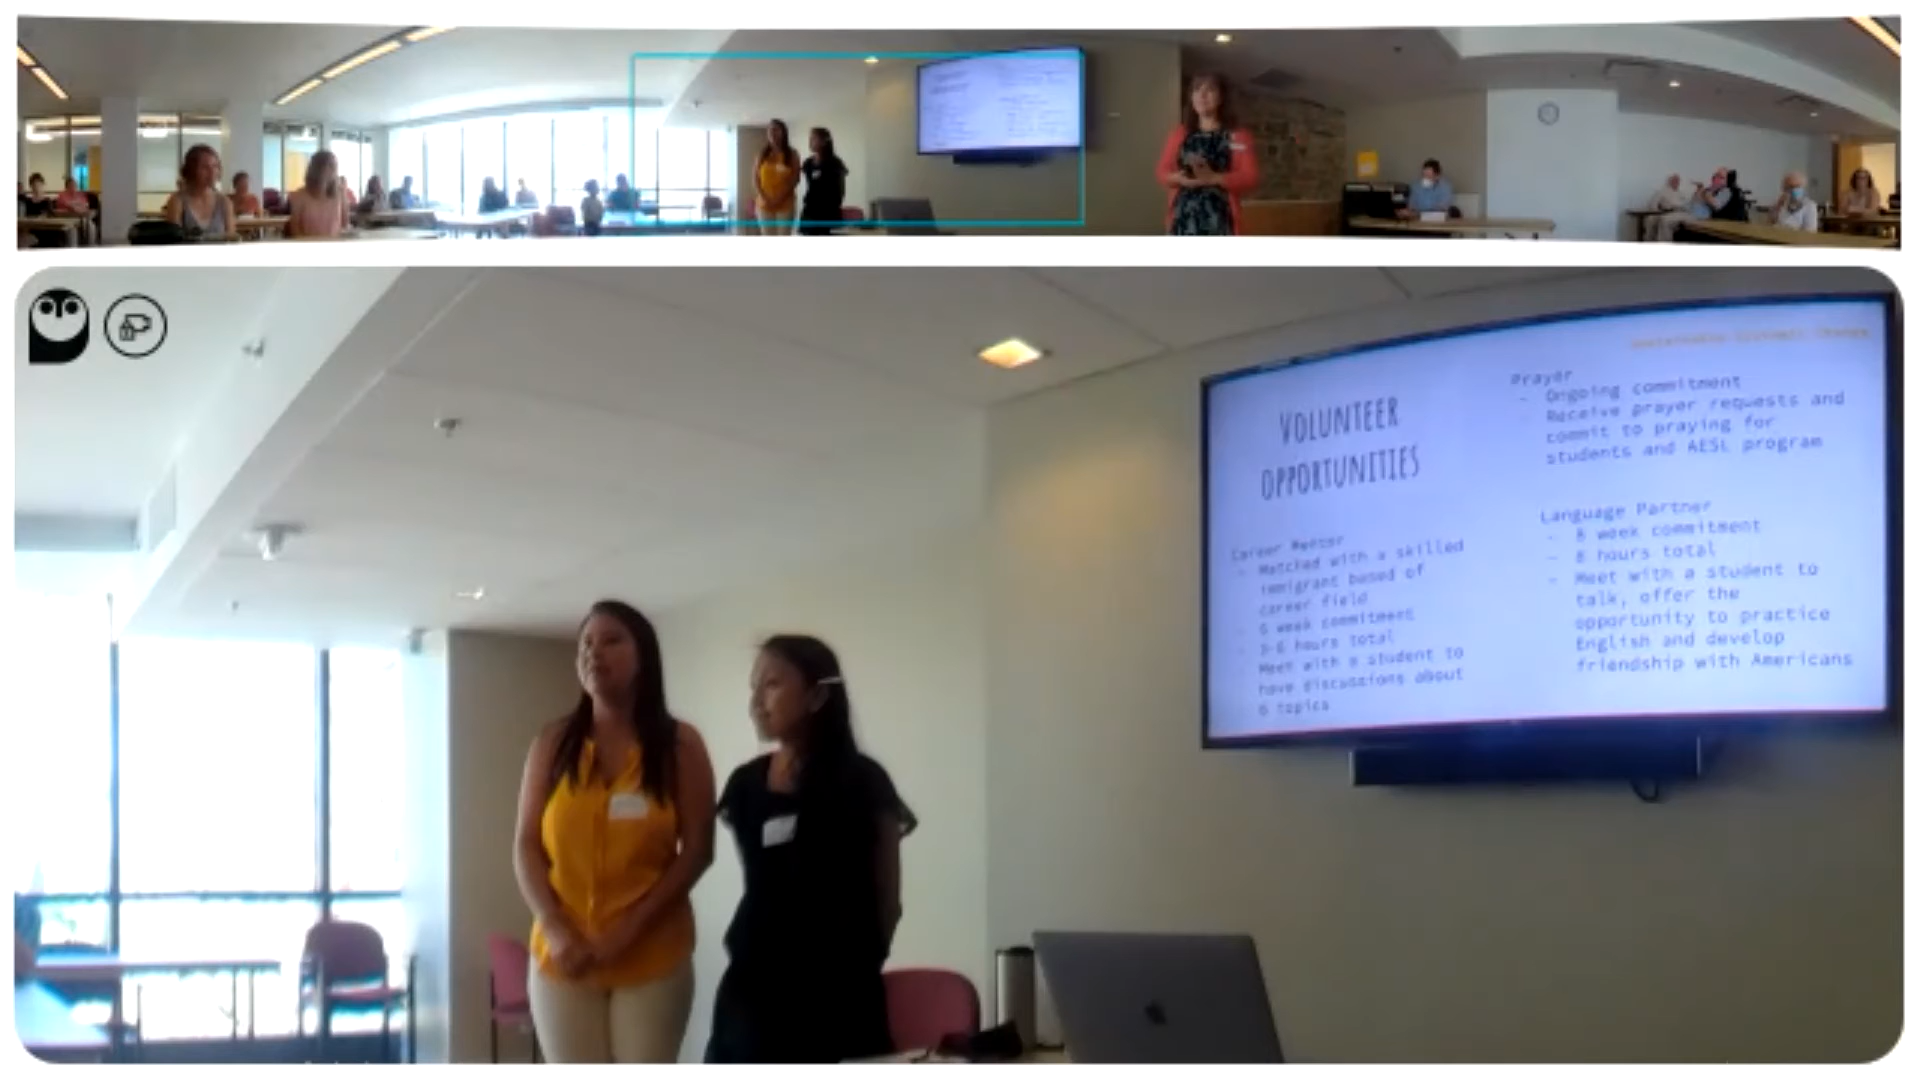 VOLUNTEER
OPPORTUNITIES
Career Mentor
- Matched with a skilled
immigrant based of
career field
- 6 week commitment
- 3-6 hours total
- Meet with a student to
have discussions about
6 topics
Prayer
- Ongoing commitment
- Receive prayer requests and
commit to praying for
students and AESL program
Language Partner
- 8 week commitment
- 8 hours total
- Meet with a student to
talk, offer the
opportunity to practice
English and develop
friendship with Americans